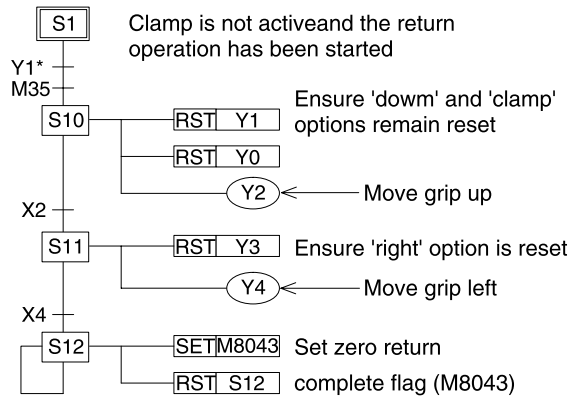 S1
Clamp is not activeand the return
operation has been started
Y1*
M35
S10
RST Y1
Ensure 'dowm' and 'clamp'
options remain reset
RST Y0
Y2
Move grip up
X2
S11
RST Y3
Ensure 'right' option is reset
Y4
Move grip left
X4
S12
SET M8043
Set zero return
RST S12
complete flag (M8043)